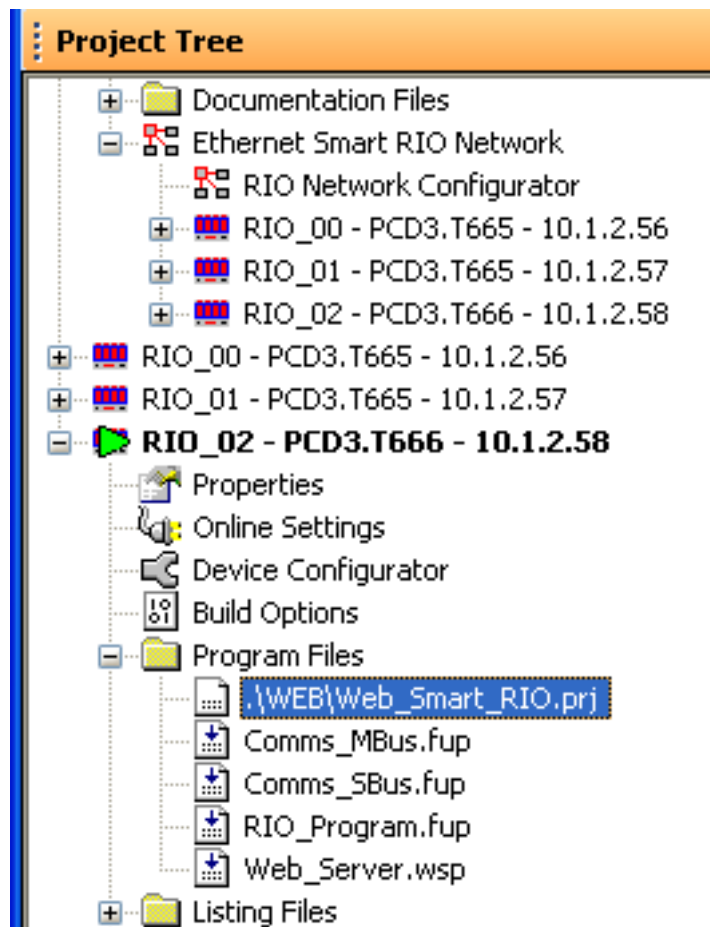 Project Tree
Documentation Files
Ethernet Smart RIO Network
RIO Network Configurator
RIO_00 - PCD3.T665 - 10.1.2.56
RIO_01 - PCD3.T665 - 10.1.2.57
RIO_02 - PCD3.T666 - 10.1.2.58
RIO_00 - PCD3.T665 - 10.1.2.56
RIO_01 - PCD3.T665 - 10.1.2.57
RIO_02 - PCD3.T666 - 10.1.2.58
Properties
Online Settings
Device Configurator
Build Options
Program Files
.\WEB\Web_Smart_RIO.prj
Comms_MBus.fup
Comms_SBus.fup
RIO_Program.fup
Web_Server.wsp
Listing Files